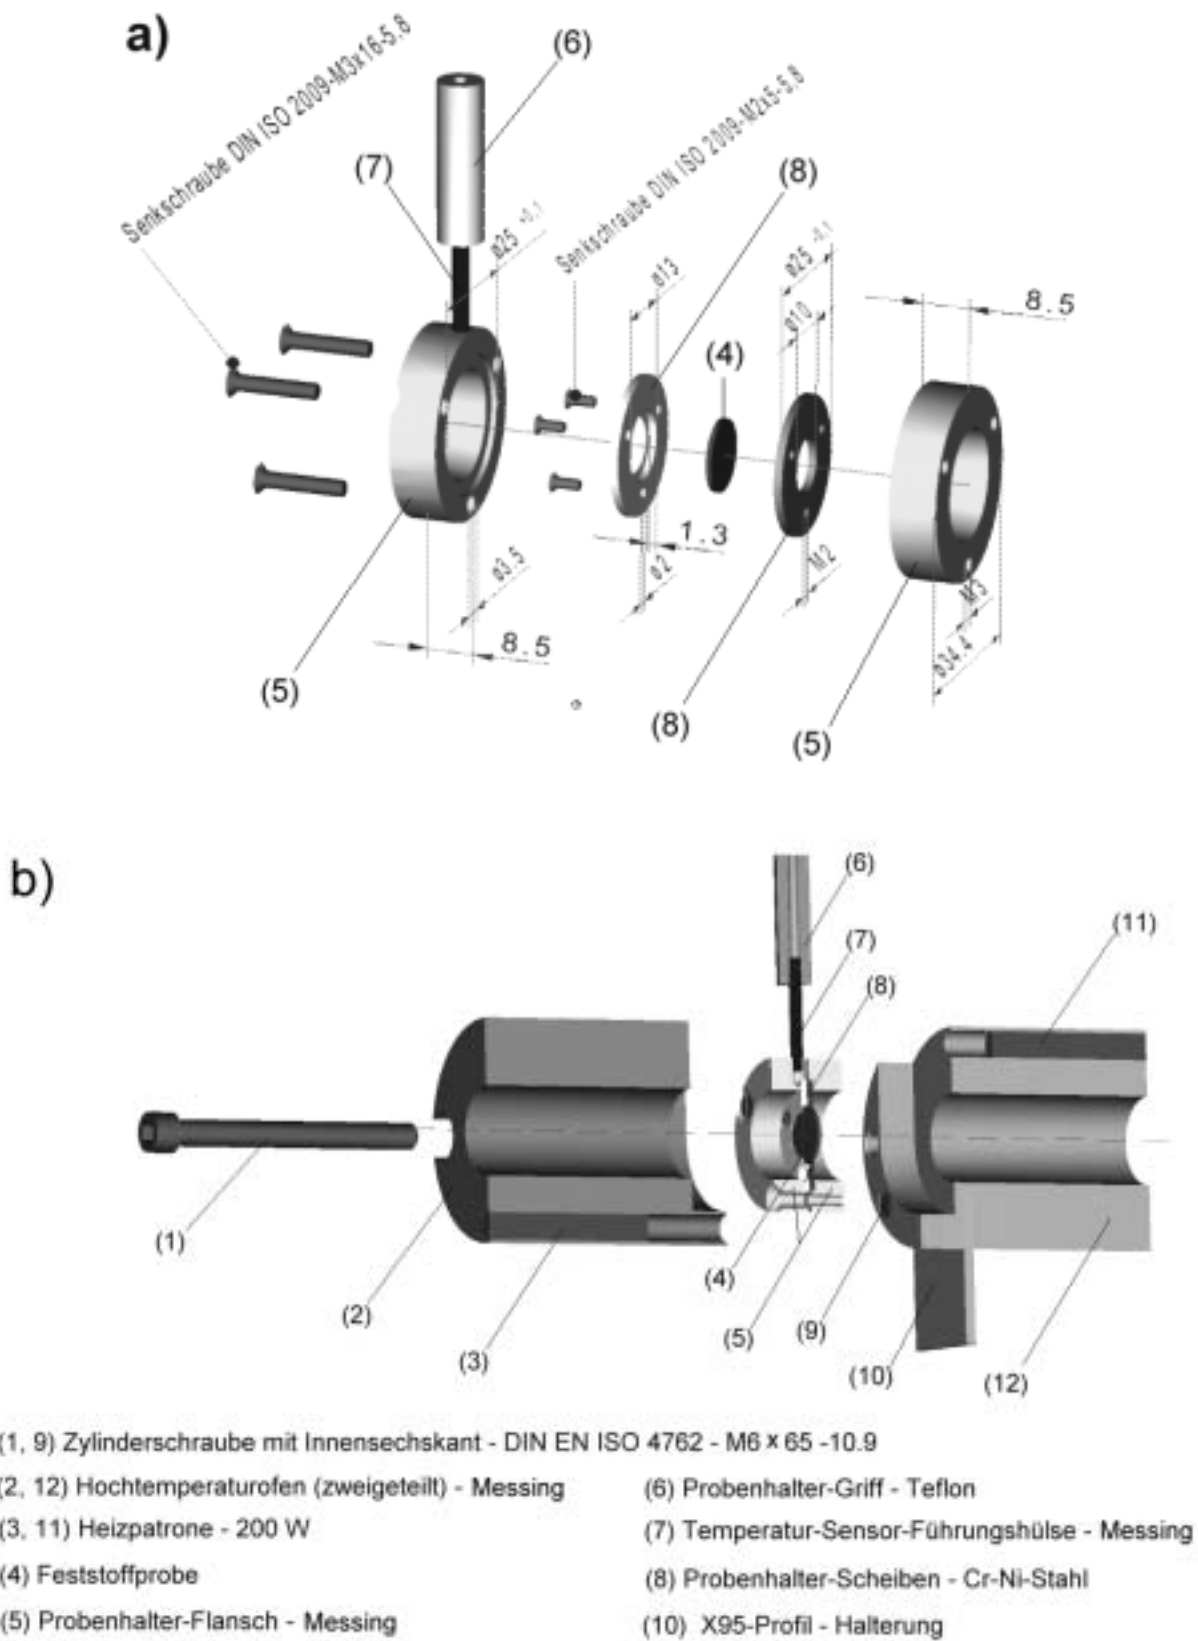 a)
Senkschraube DIN ISO 2009-M3x16-5.8
(6)
(7)
Senkschraube DIN ISO 2009-M2x5-5.8
(8)
ø25 +0,1
ø13
ø25 -0,1
ø10
8.5
(4)
1.3
ø2
M2
ø3.5
8.5
M3
ø34.4
(5)
(8)
(5)
b)
(6)
(7)
(8)
(11)
(1)
(2)
(3)
(4)
(5)
(9)
(10)
(12)
(1, 9) Zylinderschraube mit Innensechskant - DIN EN ISO 4762 - M6 x 65 -10.9
(2, 12) Hochtemperaturofen (zweigeteilt) - Messing
(6) Probenhalter-Griff - Teflon
(3, 11) Heizpatrone - 200 W
(7) Temperatur-Sensor-Führungshülse - Messing
(4) Feststoffprobe
(8) Probenhalter-Scheiben - Cr-Ni-Stahl
(5) Probenhalter-Flansch - Messing
(10) X95-Profil - Halterung